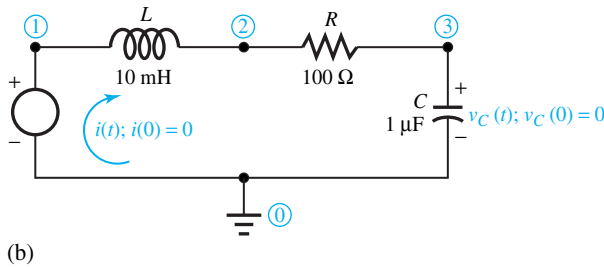 ① L ② R ③
10 mH 100 Ω
+ − i(t); i(0) = 0
C 1 μF + − v_C (t); v_C (0) = 0
⓪
(b)